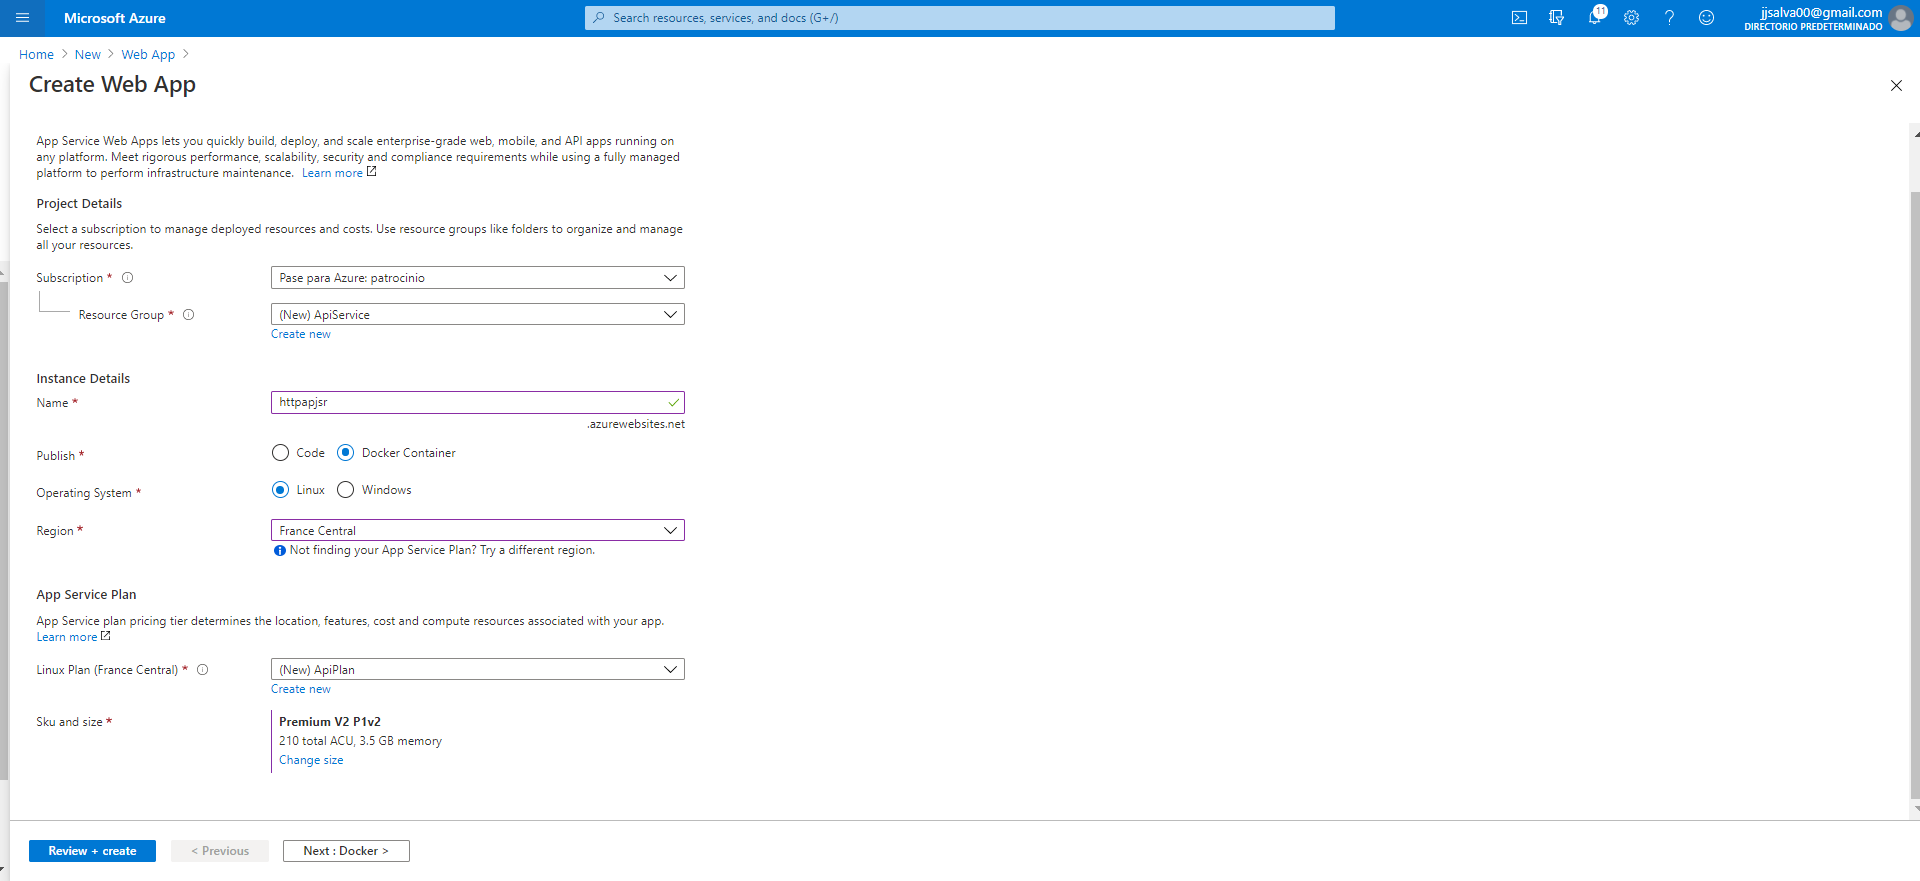 Microsoft Azure
Search resources, services, and docs (G+/)
11
jjsalva00@gmail.com
DIRECTORIO PREDETERMINADO
Home > New > Web App >
Create Web App
App Service Web Apps lets you quickly build, deploy, and scale enterprise-grade web, mobile, and API apps running on
any platform. Meet rigorous performance, scalability, security and compliance requirements while using a fully managed
platform to perform infrastructure maintenance. Learn more
Project Details
Select a subscription to manage deployed resources and costs. Use resource groups like folders to organize and manage
all your resources.
Subscription * Pase para Azure: patrocinio
Resource Group * (New) ApiService
Create new
Instance Details
Name * httpapjsr
.azurewebsites.net
Publish * Code Docker Container
Operating System * Linux Windows
Region * France Central
Not finding your App Service Plan? Try a different region.
App Service Plan
App Service plan pricing tier determines the location, features, cost and compute resources associated with your app.
Learn more
Linux Plan (France Central) * (New) ApiPlan
Create new
Sku and size * Premium V2 P1v2
210 total ACU, 3.5 GB memory
Change size
Review + create < Previous Next : Docker >